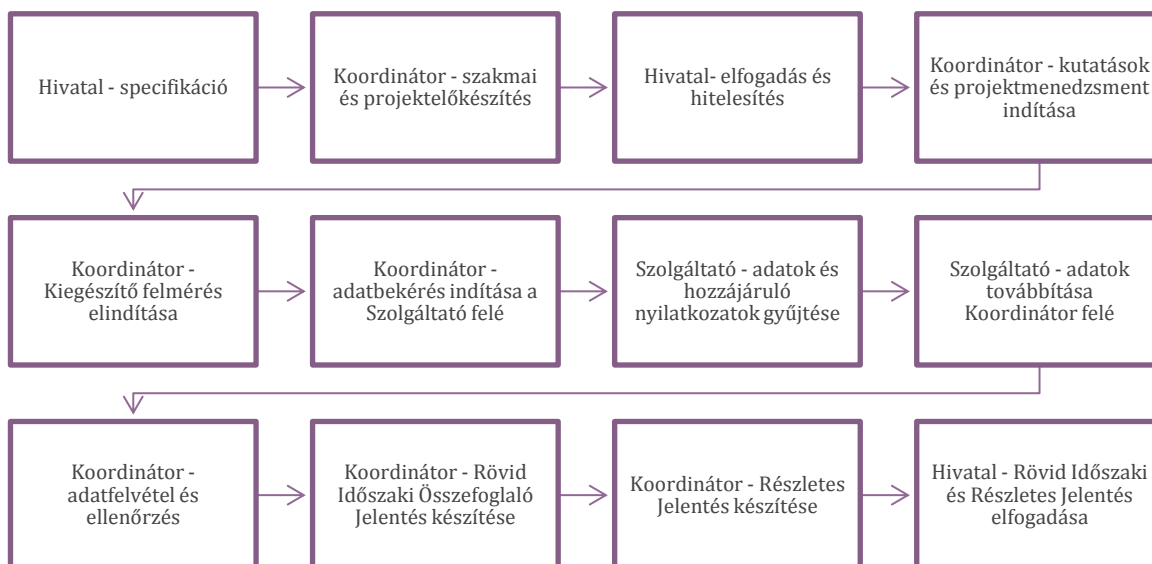 Hivatal - specifikáció
Koordinátor - szakmai
és projektelőkészítés
Hivatal- elfogadás és
hitelesítés
Koordinátor - kutatások
és projektmenedzsment
indítása
Koordinátor -
Kiegészítő felmérés
elindítása
Koordinátor -
adatbekérés indítása a
Szolgáltató felé
Szolgáltató - adatok és
hozzájáruló
nyilatkozatok gyűjtése
Szolgáltató - adatok
továbbítása
Koordinátor felé
Koordinátor -
adatfelvétel és
ellenőrzés
Koordinátor - Rövid
Időszaki Összefoglaló
Jelentés készítése
Koordinátor - Részletes
Jelentés készítése
Hivatal - Rövid Időszaki
és Részletes Jelentés
elfogadása